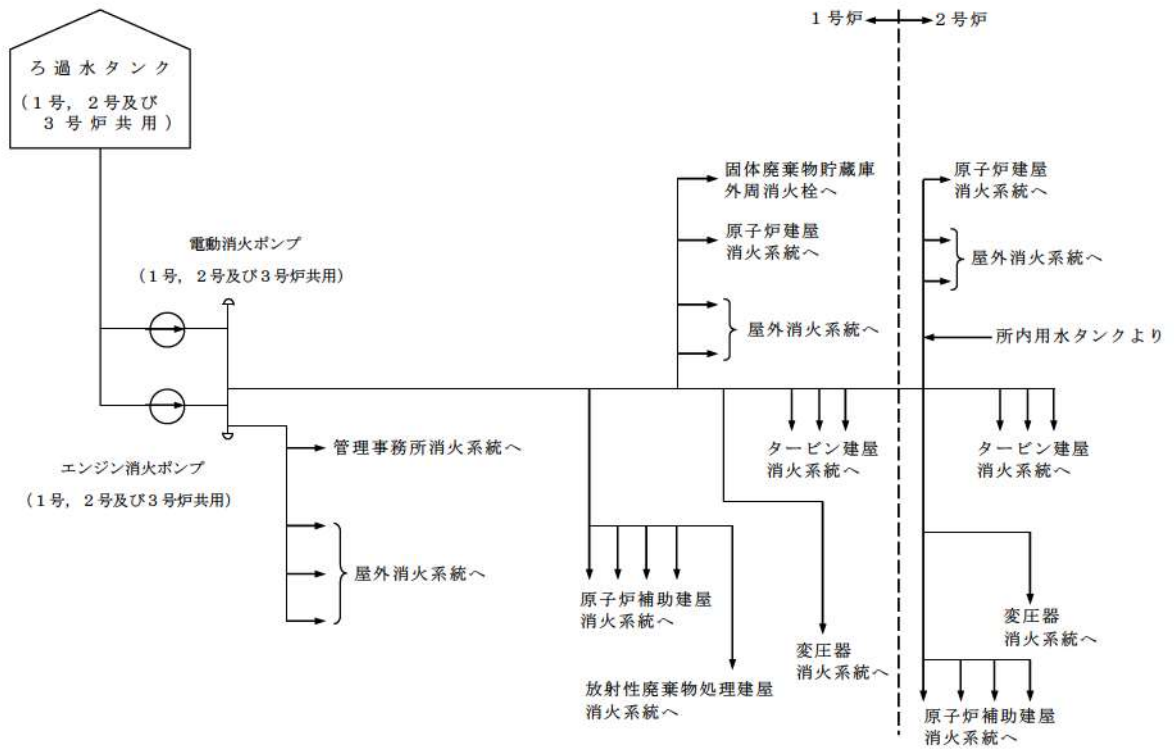 1号炉
2号炉
ろ過水タンク
(1号，2号及び
3号炉共用)
固体廃棄物貯蔵庫
外周消火栓へ
原子炉建屋
消火系統へ
原子炉建屋
消火系統へ
電動消火ポンプ
(1号，2号及び3号炉共用)
屋外消火系統へ
屋外消火系統へ
所内用水タンクより
管理事務所消火系統へ
タービン建屋
消火系統へ
タービン建屋
消火系統へ
エンジン消火ポンプ
(1号，2号及び3号炉共用)
屋外消火系統へ
原子炉補助建屋
消火系統へ
変圧器
消火系統へ
変圧器
消火系統へ
放射性廃棄物処理建屋
消火系統へ
原子炉補助建屋
消火系統へ